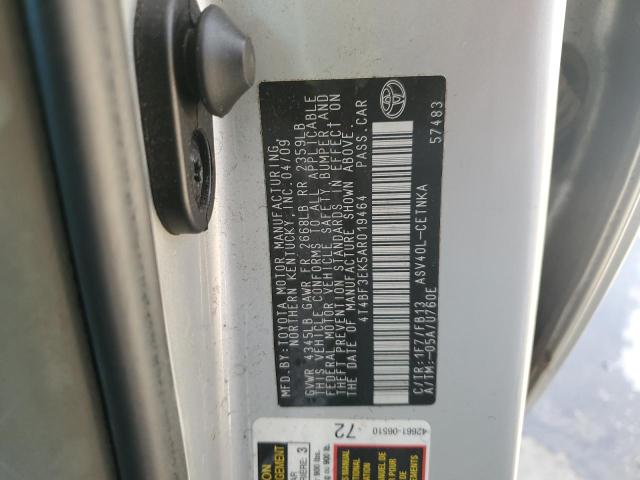 MFD. BY: TOYOTA MOTOR MANUFACTURING,
NORTHERN KENTUCKY, INC. 04/09
GVWR 4345LB GAWR FR 2668LB RR 2359LB
THIS VEHICLE CONFORMS TO ALL APPLICABLE
FEDERAL MOTOR VEHICLE SAFETY, BUMPER AND
THEFT PREVENTION STANDARDS IN EFFECT ON
THE DATE OF MANUFACTURE SHOWN ABOVE.
4T4BF3EK5AR019464 PASS.CAR
C/TR:1F7/FB13 ASV40L-CETNKA
A/TM:-05A/U760E
57483
42661-06510
72